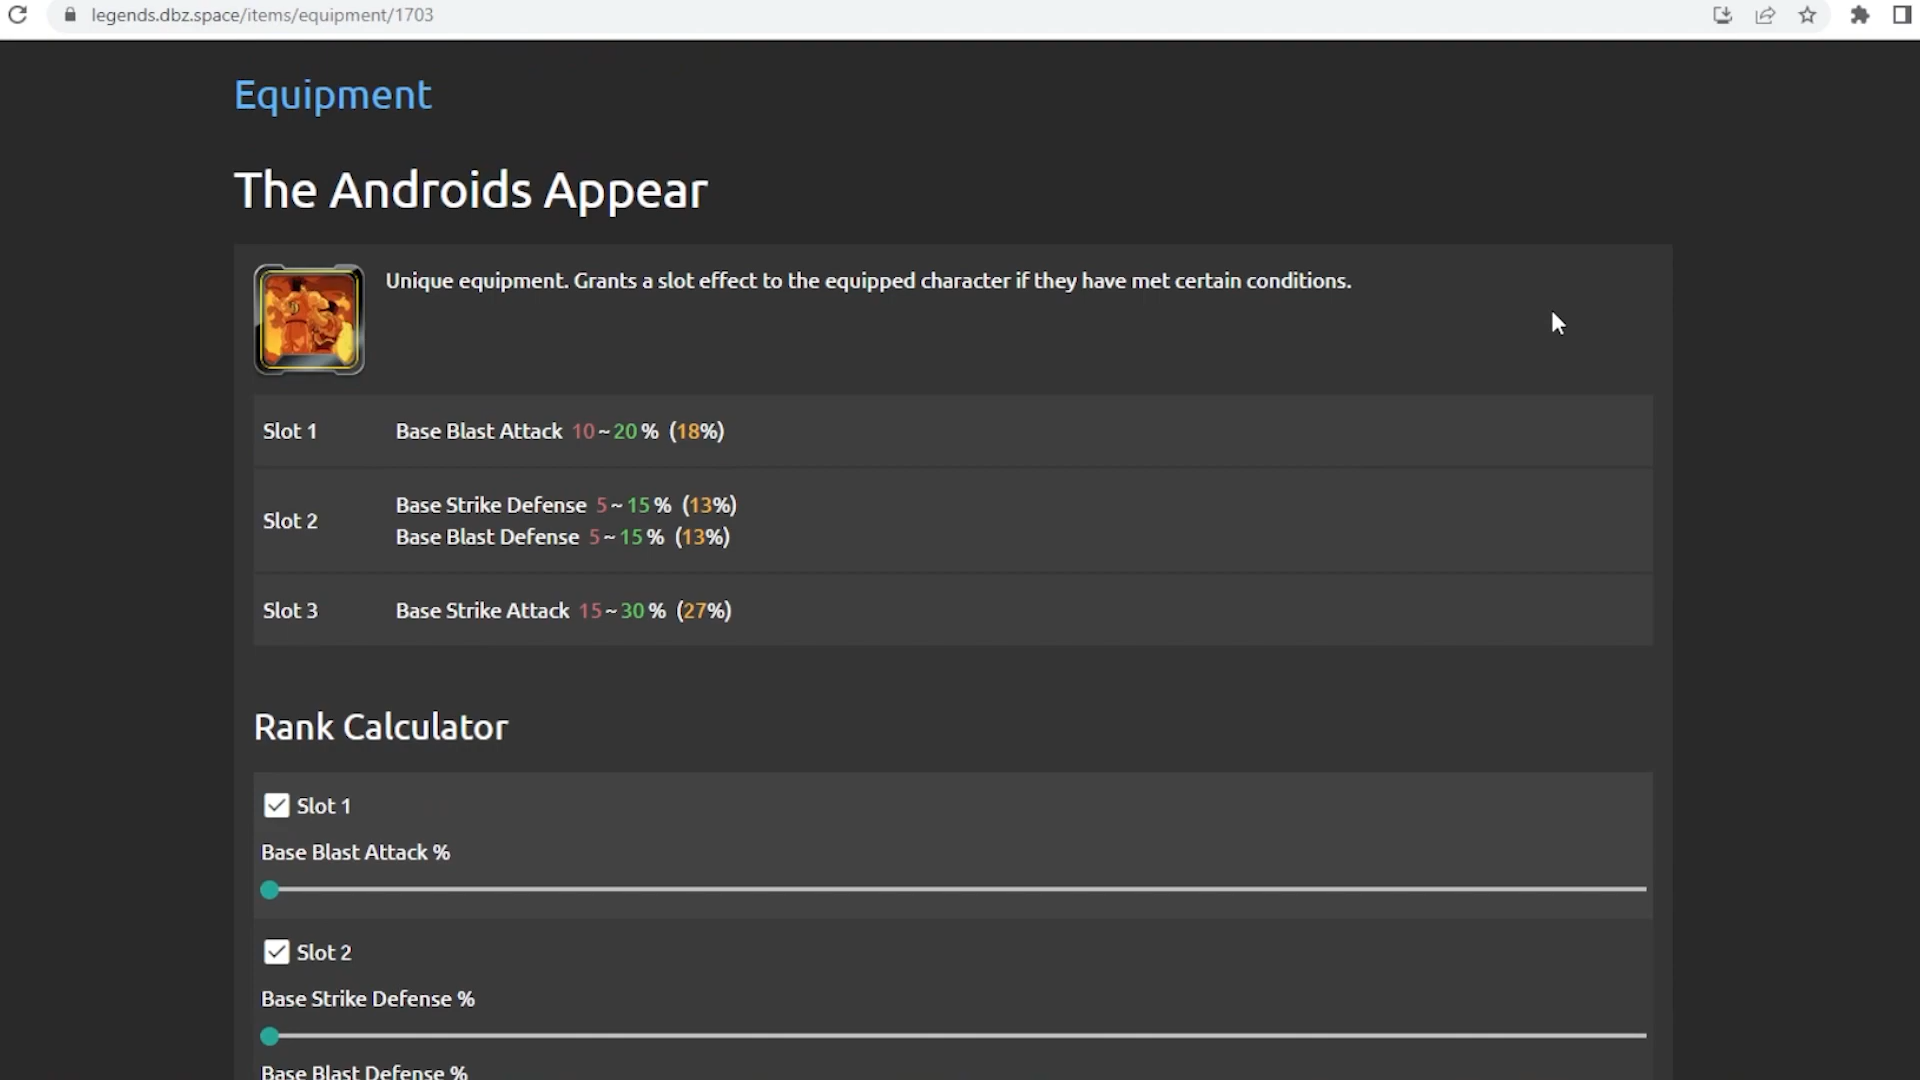 legends.dbz.space/items/equipment/1703
Equipment
The Androids Appear
Unique equipment. Grants a slot effect to the equipped character if they have met certain conditions.
Slot 1 Base Blast Attack 10 ~ 20 % (18%)
Slot 2 Base Strike Defense 5 ~ 15 % (13%)
Base Blast Defense 5 ~ 15 % (13%)
Slot 3 Base Strike Attack 15 ~ 30 % (27%)
Rank Calculator
Slot 1
Base Blast Attack %
Slot 2
Base Strike Defense %
Base Blast Defense %